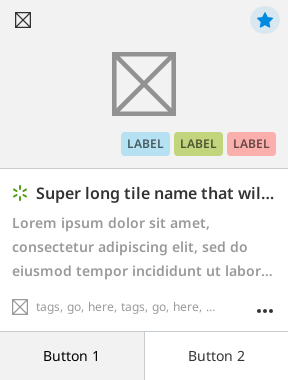 LABEL LABEL LABEL
Super long tile name that wil...
Lorem ipsum dolor sit amet,
consectetur adipiscing elit, sed do
eiusmod tempor incididunt ut labor...
tags, go, here, tags, go, here, ...
Button 1 Button 2